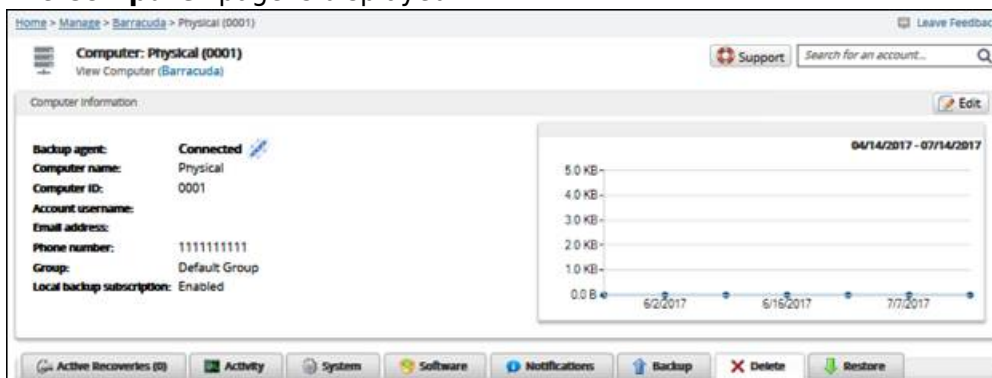 Home > Manage > Barracuda > Physical (0001)
Leave Feedbac
Computer: Physical (0001)
View Computer (Barracuda)
Support
Search for an account...
Computer Information
Edit
Backup agent: Connected
Computer name: Physical
Computer ID: 0001
Account username:
Email address:
Phone number: 1111111111
Group: Default Group
Local backup subscription: Enabled
04/14/2017 - 07/14/2017
5.0 KB
4.0 KB
3.0 KB
2.0 KB
1.0 KB
0.0 B
6/2/2017 6/16/2017 7/7/2017
Active Recoveries (0) Activity System Software Notifications Backup Delete Restore